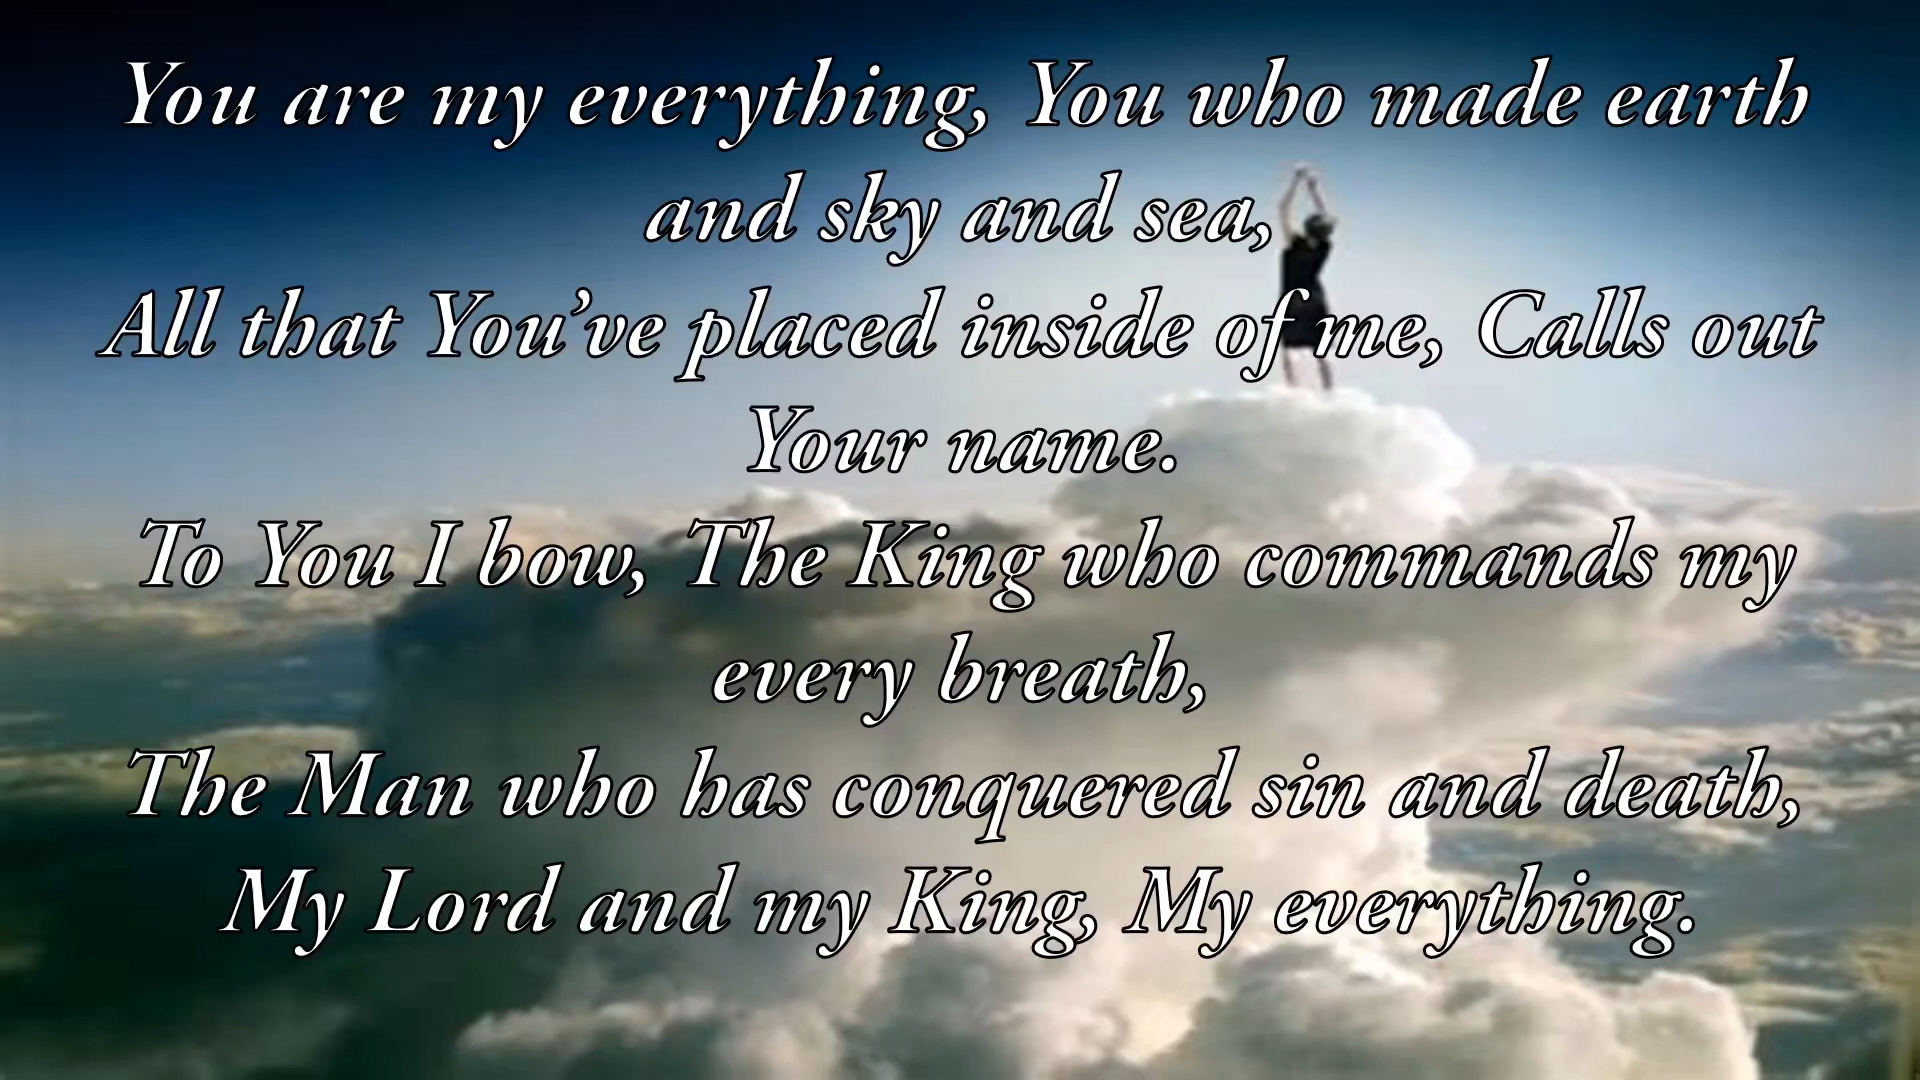 You are my everything, You who made earth
and sky and sea,
All that You’ve placed inside of me, Calls out
Your name.
To You I bow, The King who commands my
every breath,
The Man who has conquered sin and death,
My Lord and my King, My everything.